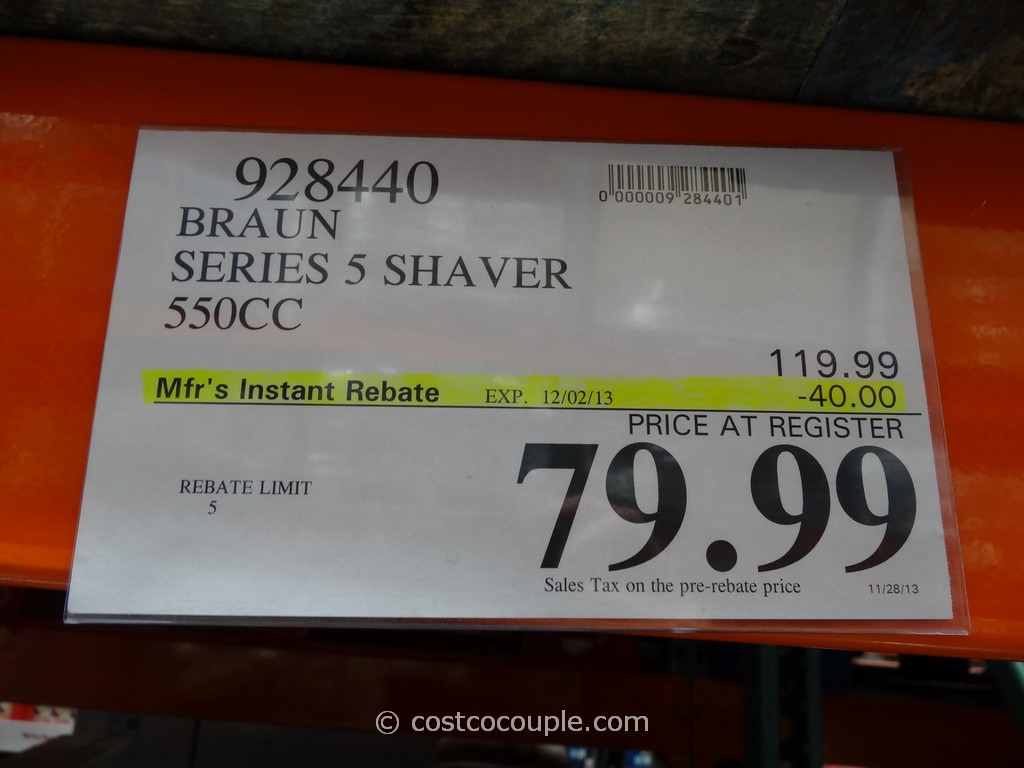 928440
0 000009 284401
BRAUN
SERIES 5 SHAVER
550CC
119.99
Mfr's Instant Rebate EXP. 12/02/13 -40.00
PRICE AT REGISTER
79.99
REBATE LIMIT
5
Sales Tax on the pre-rebate price 11/28/13
© costcocouple.com